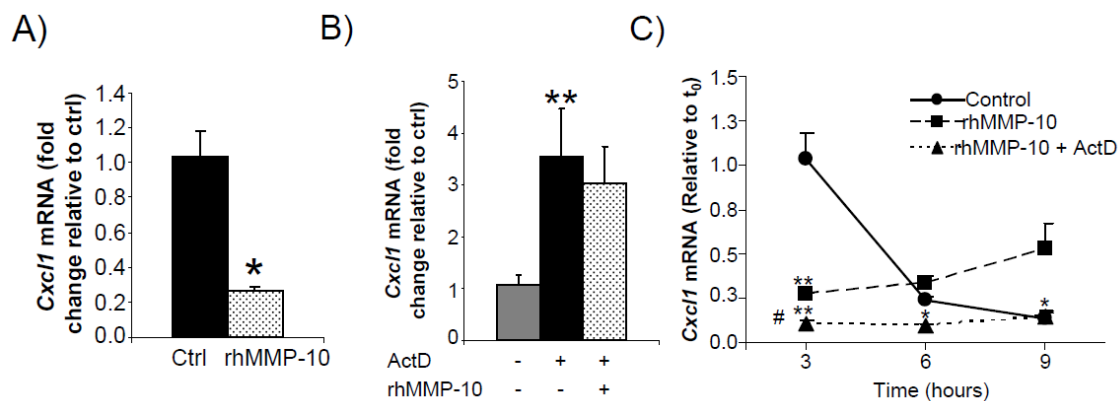 A)
Cxcl1 mRNA (fold
change relative to ctrl)
1.4
1.2
1.0
0.8
0.6
0.4
0.2
0.0
*
Ctrl rhMMP-10
B)
Cxcl1 mRNA (fold
change relative to ctrl)
5
4
3
2
1
0
**
ActD - + +
rhMMP-10 - - +
C)
Cxcl1 mRNA (Relative to t0)
1.5
1.3
1.0
0.8
0.5
0.3
0.0
Control
rhMMP-10
rhMMP-10 + ActD
**
# **
*
*
3 6 9
Time (hours)